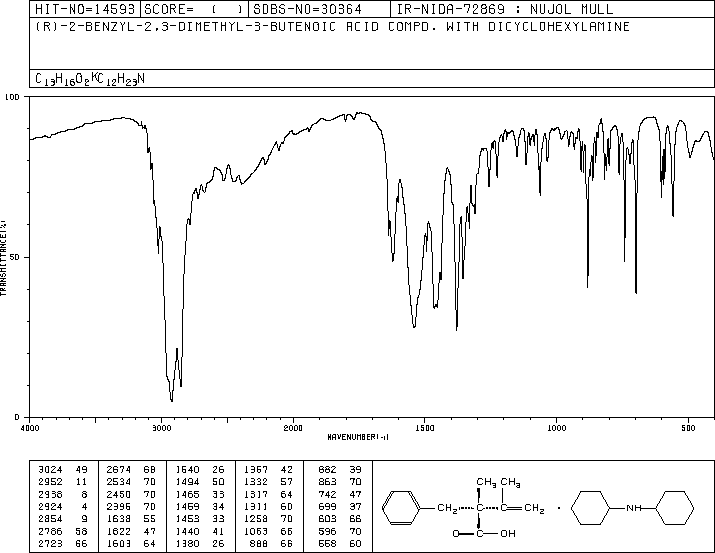 HIT-NO=14593 SCORE= ( ) SDBS-NO=30364 IR-NIDA-72869 : NUJOL MULL
(R)-2-BENZYL-2,3-DIMETHYL-3-BUTENOIC ACID COMPD. WITH DICYCLOHEXYLAMINE
C13H16O2·C12H23N
100
50
0
TRANSMITTANCE(%)
4000 3000 2000 1500 1000 500
WAVENUMBER(-1)
3024 49 2674 68 1540 26 1367 42 882 39
2952 11 2534 70 1494 50 1332 57 863 70
2938 8 2450 70 1465 33 1317 64 742 47
2924 4 2396 70 1459 34 1311 60 699 37
2854 9 1638 55 1453 33 1258 70 603 66
2786 58 1622 47 1440 41 1063 66 596 70
2723 66 1603 64 1380 26 888 66 558 60
CH3 CH3
CH2 C C CH2 · NH
O C OH